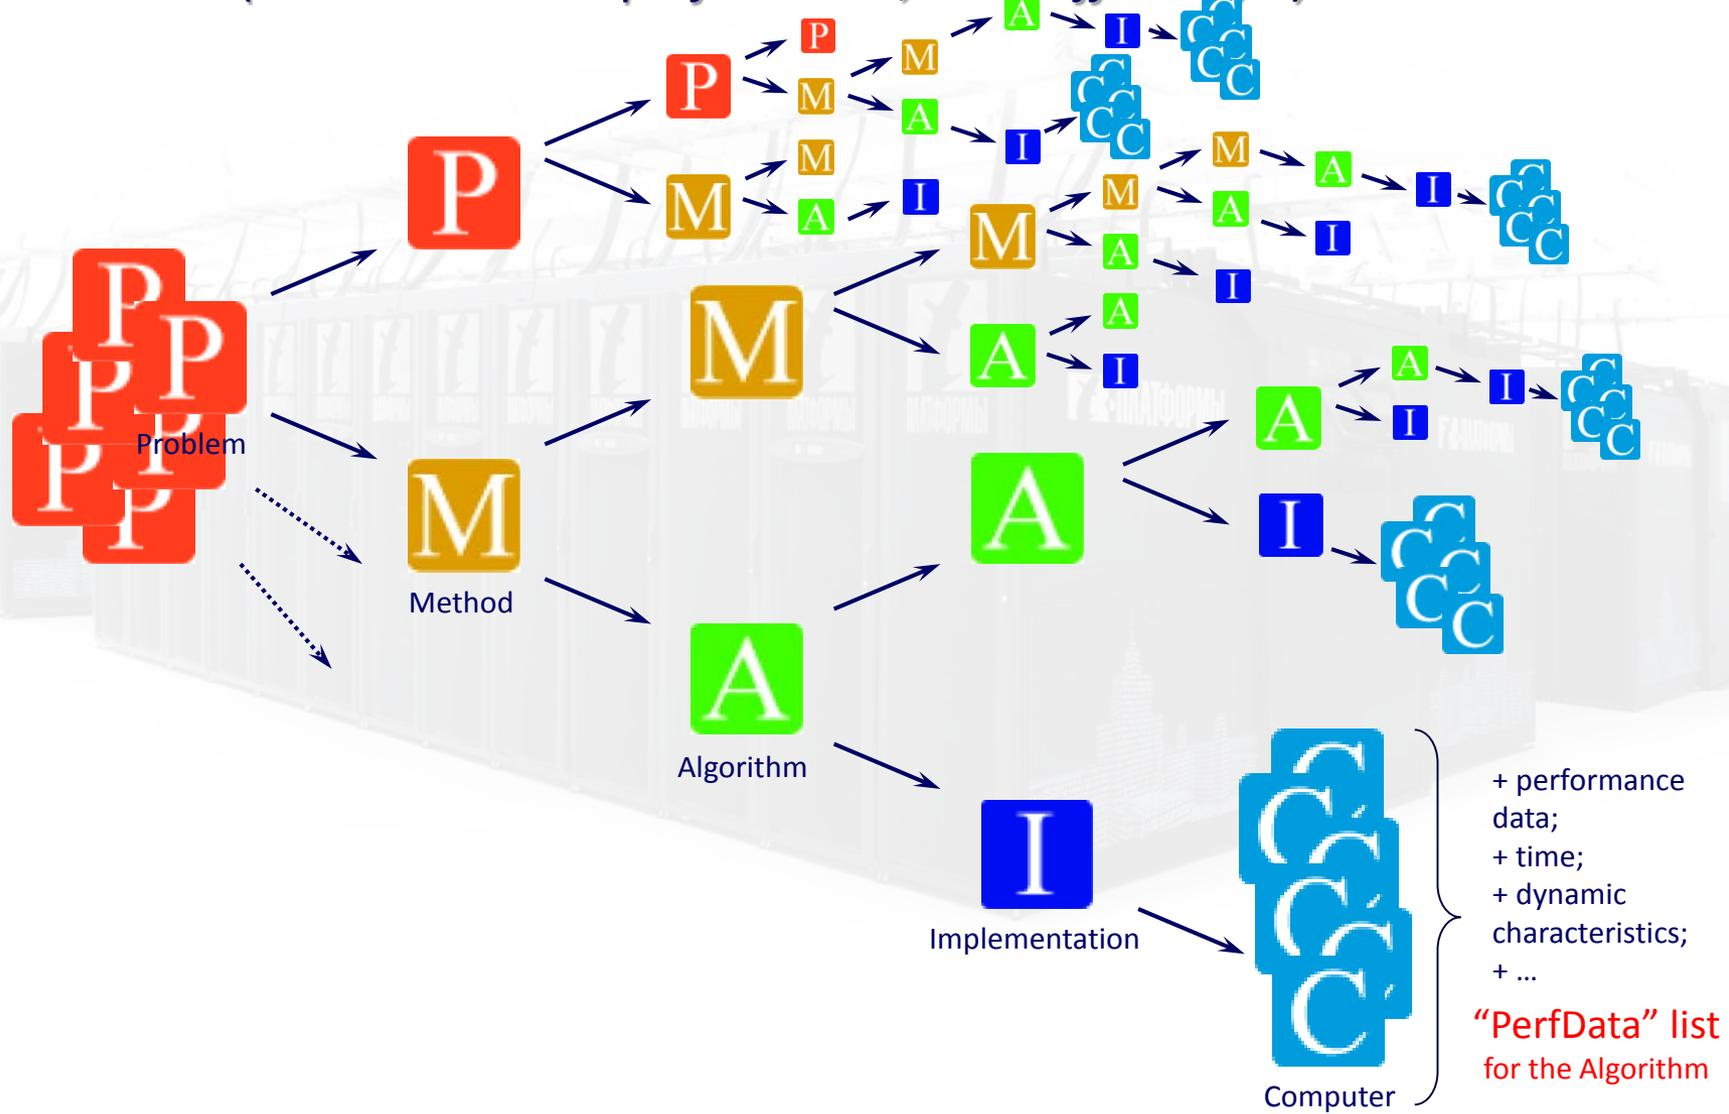 P
M
A
I
C
C
C
C
C
P
P
M
I
M
A
C
C
C
C
C
M
A
I
M
A
I
C
C
C
C
C
P
M
A
I
M
M
A
I
A
I
P
P
P
P
P
P
Problem
M
A
A
I
A
A
I
C
C
C
C
C
I
M
Method
A
I
C
C
C
C
C
A
Algorithm
I
Implementation
C
C
C
C
C
C
Computer
+ performance
data;
+ time;
+ dynamic
characteristics;
+ ...
“PerfData” list
for the Algorithm